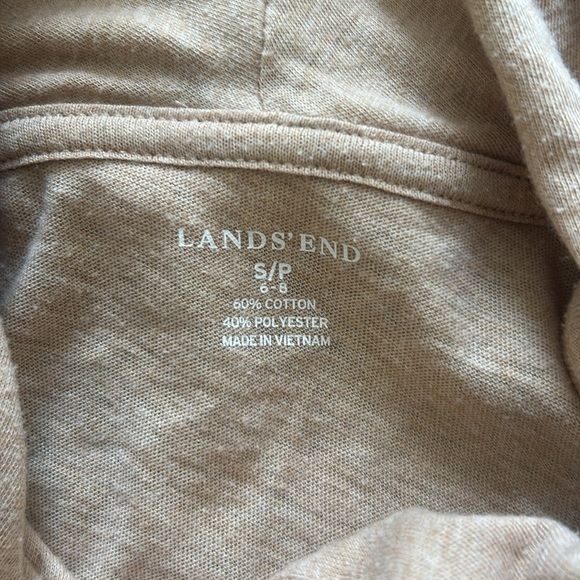 LANDS' END
S/P
6-8
60% COTTON
40% POLYESTER
MADE IN VIETNAM